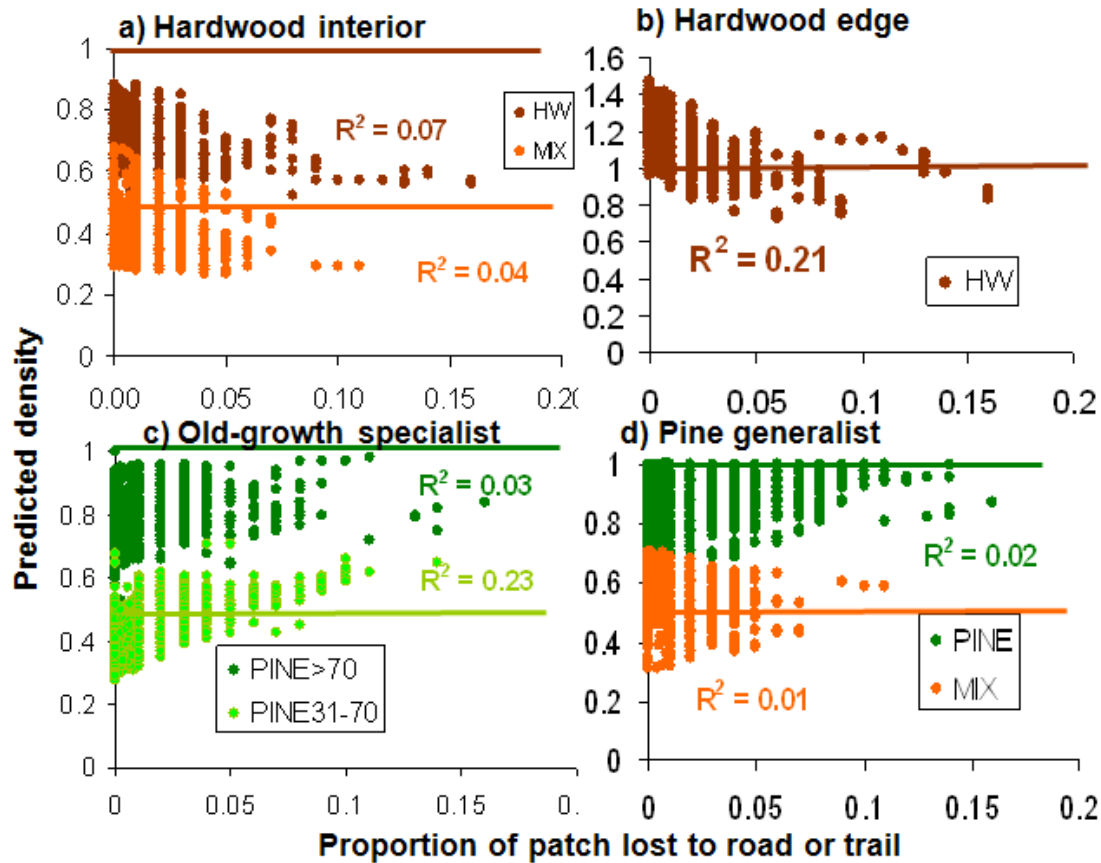 a) Hardwood interior
1
0.8
0.6
0.4
0.2
0
0.00 0.05 0.10 0.15 0.20
HW
MIX
R² = 0.07
R² = 0.04
b) Hardwood edge
1.6
1.4
1.2
1
0.8
0.6
0.4
0.2
0
0 0.05 0.1 0.15 0.2
R² = 0.21
HW
Predicted density
c) Old-growth specialist
1
0.8
0.6
0.4
0.2
0
0 0.05 0.1 0.15 0.
R² = 0.03
R² = 0.23
PINE>70
PINE31-70
d) Pine generalist
1
0.8
0.6
0.4
0.2
0
0 0.05 0.1 0.15 0.2
R² = 0.02
PINE
MIX
R² = 0.01
Proportion of patch lost to road or trail